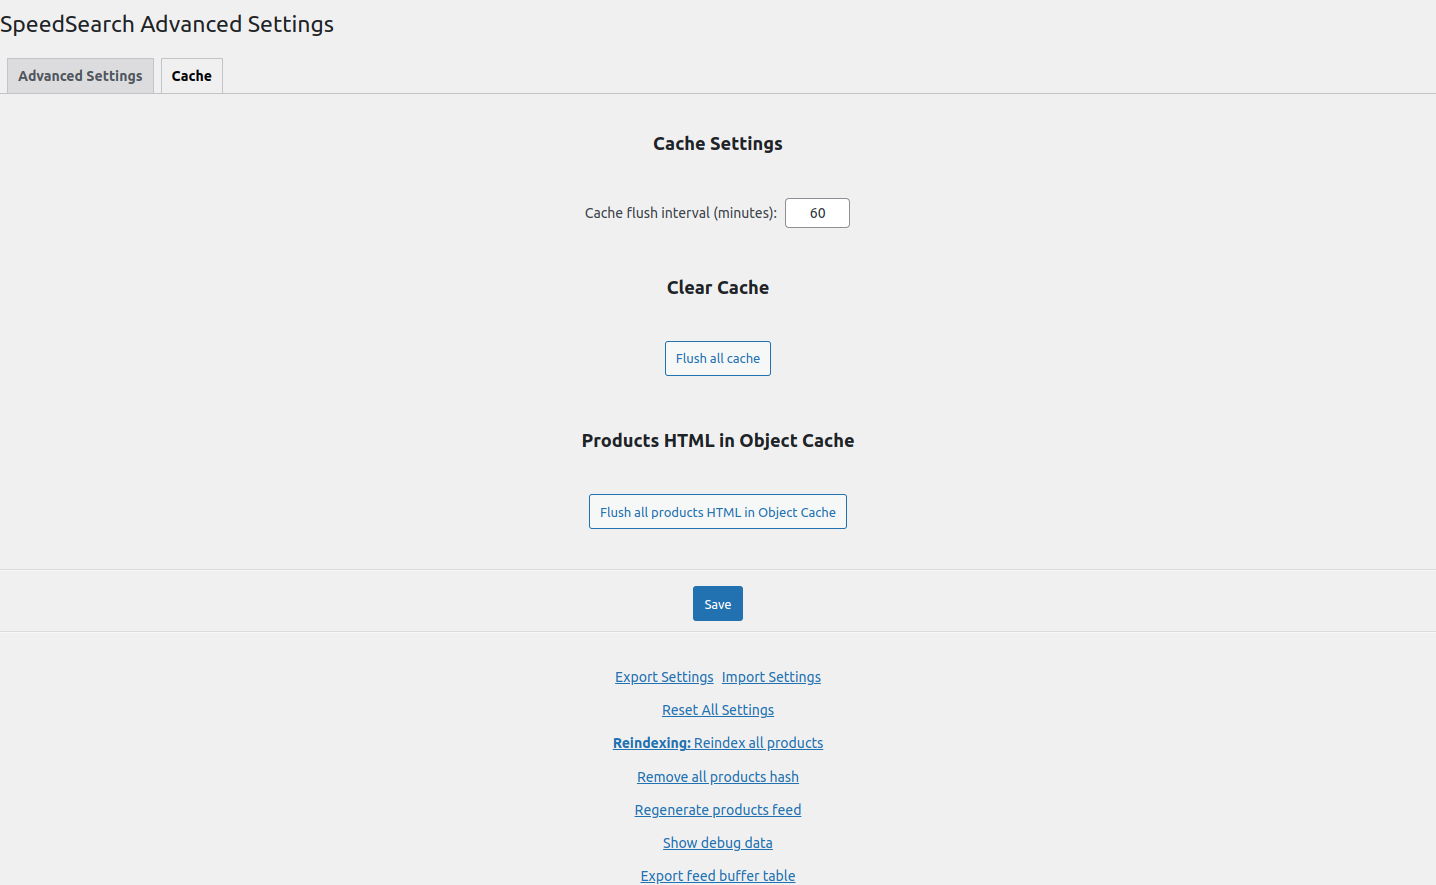 SpeedSearch Advanced Settings
Advanced Settings Cache
Cache Settings
Cache flush interval (minutes): 60
Clear Cache
Flush all cache
Products HTML in Object Cache
Flush all products HTML in Object Cache
Save
Export Settings Import Settings
Reset All Settings
Reindexing: Reindex all products
Remove all products hash
Regenerate products feed
Show debug data
Export feed buffer table